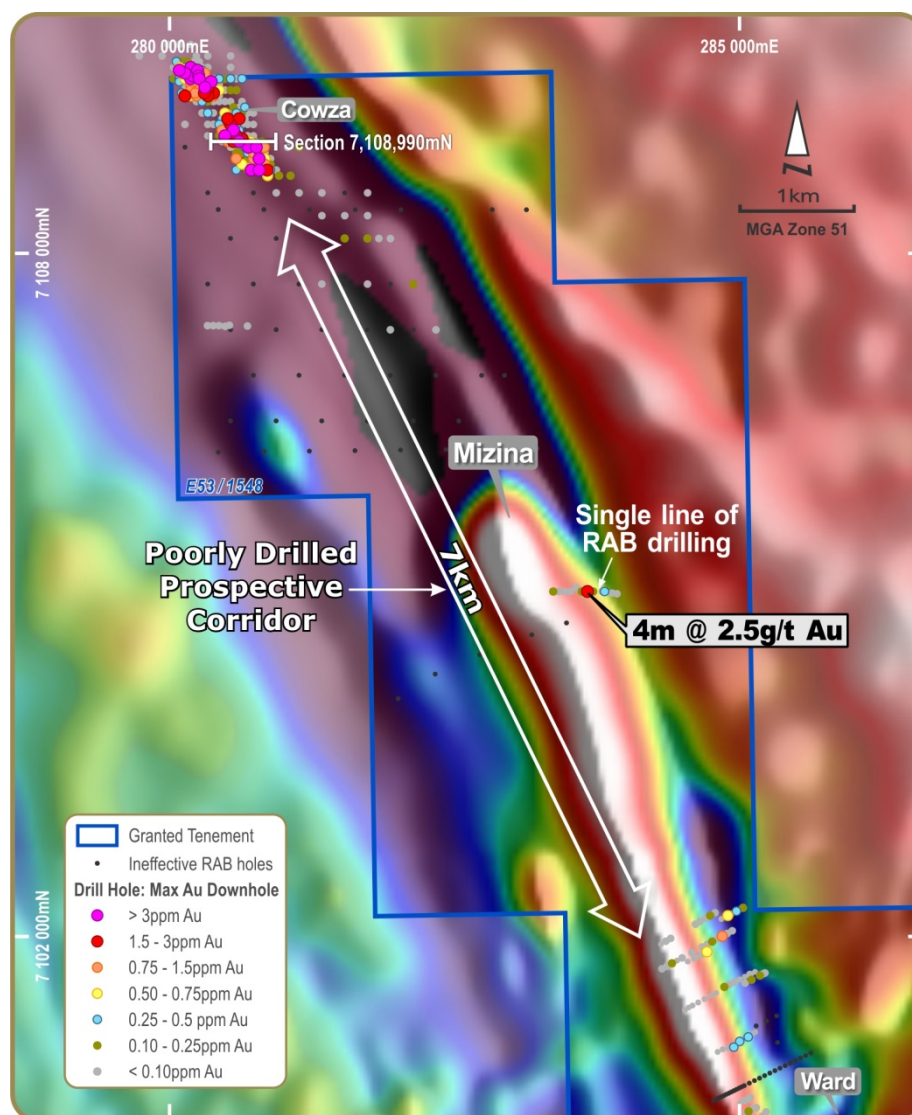 280 000mE
285 000mE
Cowza
Section 7,108,990mN
N
1km
MGA Zone 51
7 108 000mN
Mizina
E53/1548
Single line of
RAB drilling
Poorly Drilled
Prospective
Corridor
7km
4m @ 2.5g/t Au
Granted Tenement
Ineffective RAB holes
Drill Hole: Max Au Downhole
> 3ppm Au
1.5 - 3ppm Au
0.75 - 1.5ppm Au
0.50 - 0.75ppm Au
0.25 - 0.5 ppm Au
0.10 - 0.25ppm Au
< 0.10ppm Au
7 102 000mN
Ward